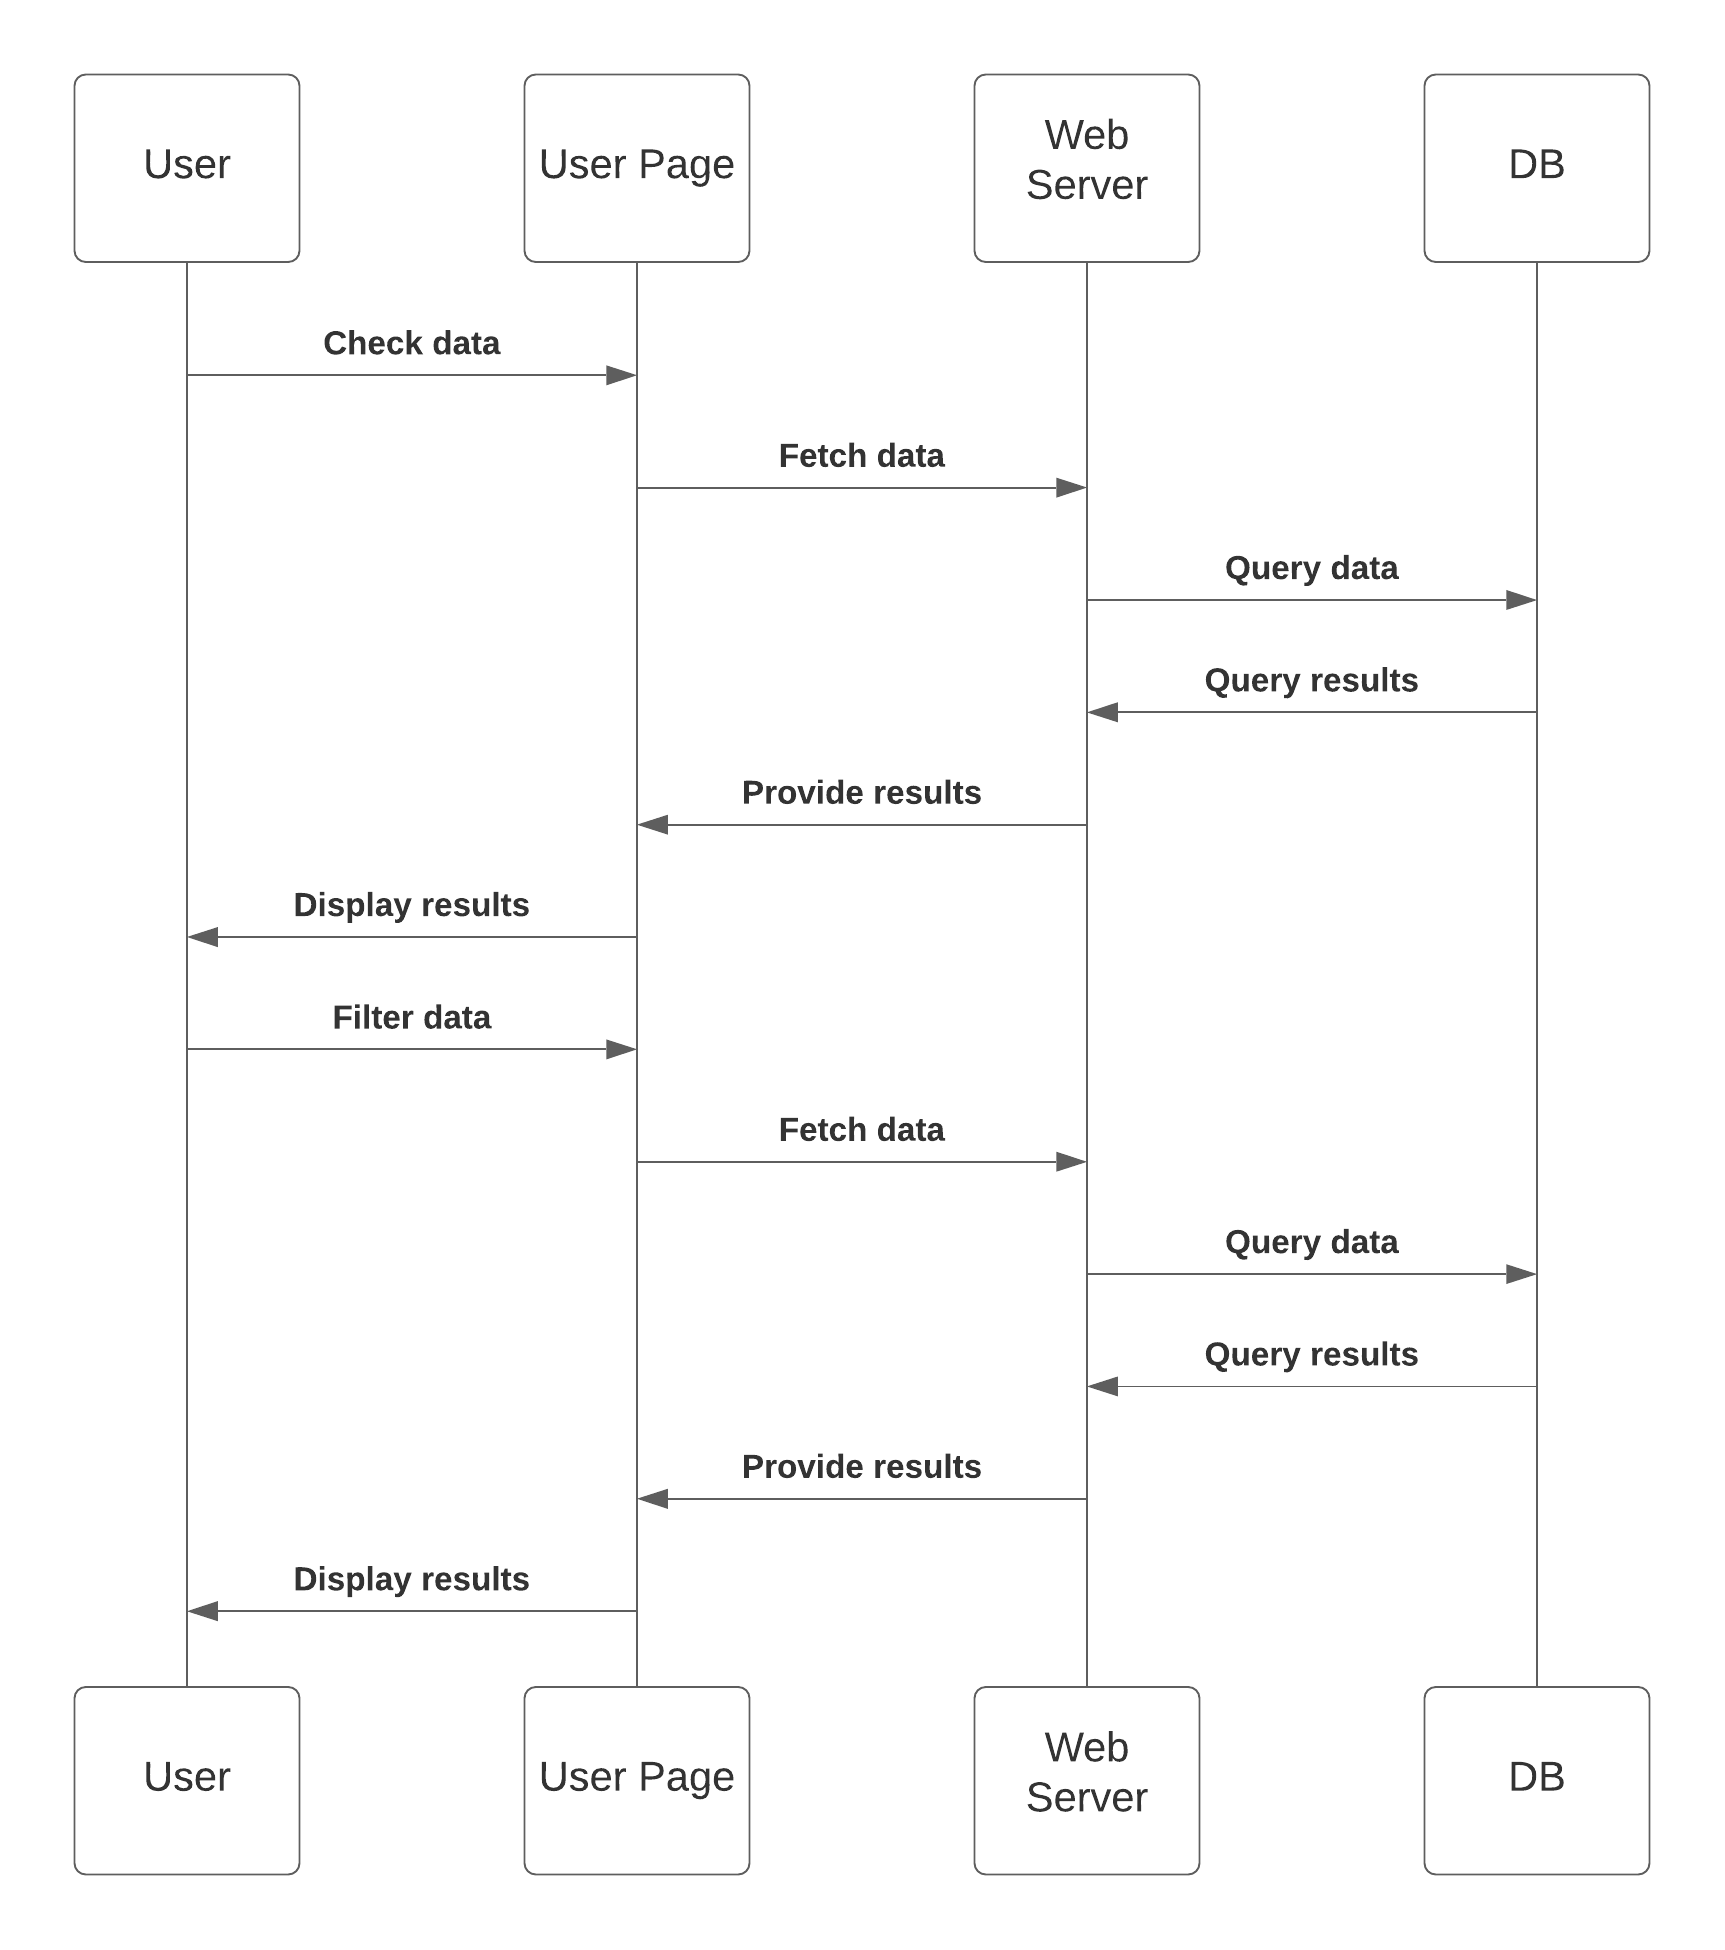 User
User Page
Web
Server
DB
Check data
Fetch data
Query data
Query results
Provide results
Display results
Filter data
Fetch data
Query data
Query results
Provide results
Display results
User
User Page
Web
Server
DB